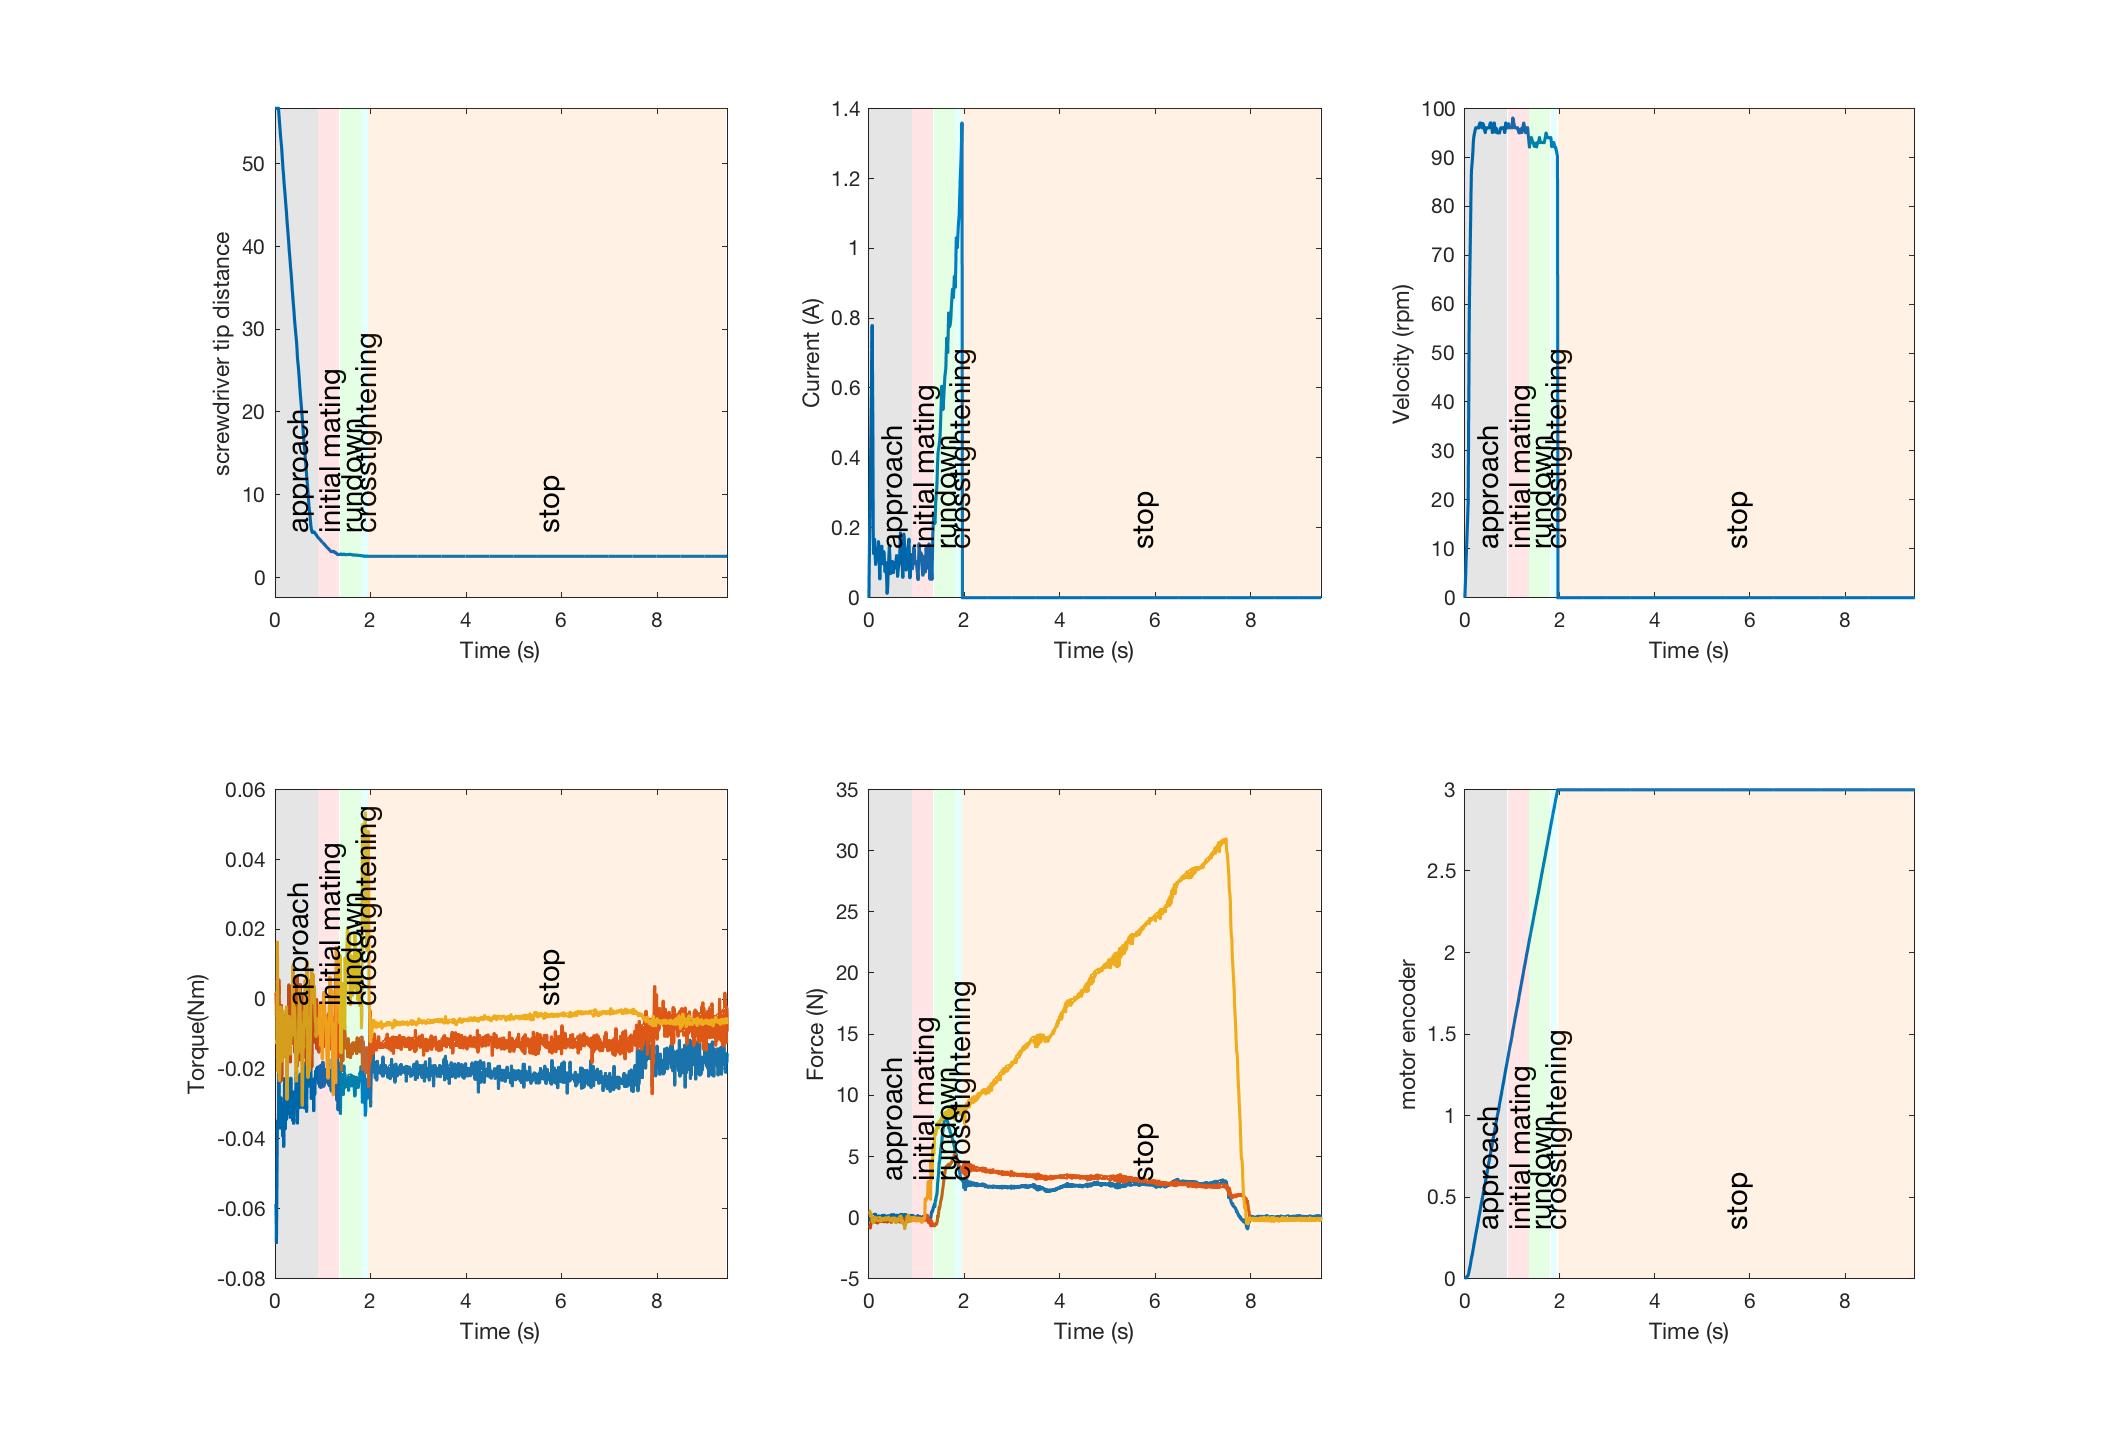 screwdriver tip distance
50
40
30
20
10
0
approach
initial mating
rundown
crosstightening
stop
0 2 4 6 8
Time (s)
Current (A)
1.4
1.2
1
0.8
0.6
0.4
0.2
0
approach
initial mating
rundown
crosstightening
stop
0 2 4 6 8
Time (s)
Velocity (rpm)
100
90
80
70
60
50
40
30
20
10
0
approach
initial mating
rundown
crosstightening
stop
0 2 4 6 8
Time (s)
Torque(Nm)
0.06
0.04
0.02
0
-0.02
-0.04
-0.06
-0.08
approach
initial mating
rundown
crosstightening
stop
0 2 4 6 8
Time (s)
Force (N)
35
30
25
20
15
10
5
0
-5
approach
initial mating
rundown
crosstightening
stop
0 2 4 6 8
Time (s)
motor encoder
3
2.5
2
1.5
1
0.5
0
approach
initial mating
rundown
crosstightening
stop
0 2 4 6 8
Time (s)